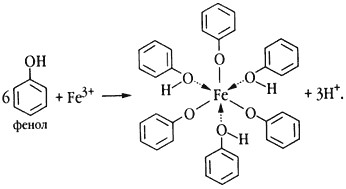 OH
6 + Fe³⁺ ⟶
фенол
O
H O O H
Fe + 3H⁺.
O O
O—H